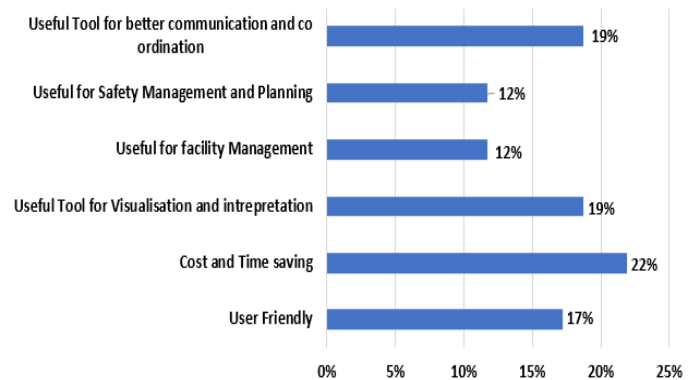 Useful Tool for better communication and co
ordination
19%
Useful for Safety Management and Planning
12%
Useful for facility Management
12%
Useful Tool for Visualisation and intrepretation
19%
Cost and Time saving
22%
User Friendly
17%
0% 5% 10% 15% 20% 25%